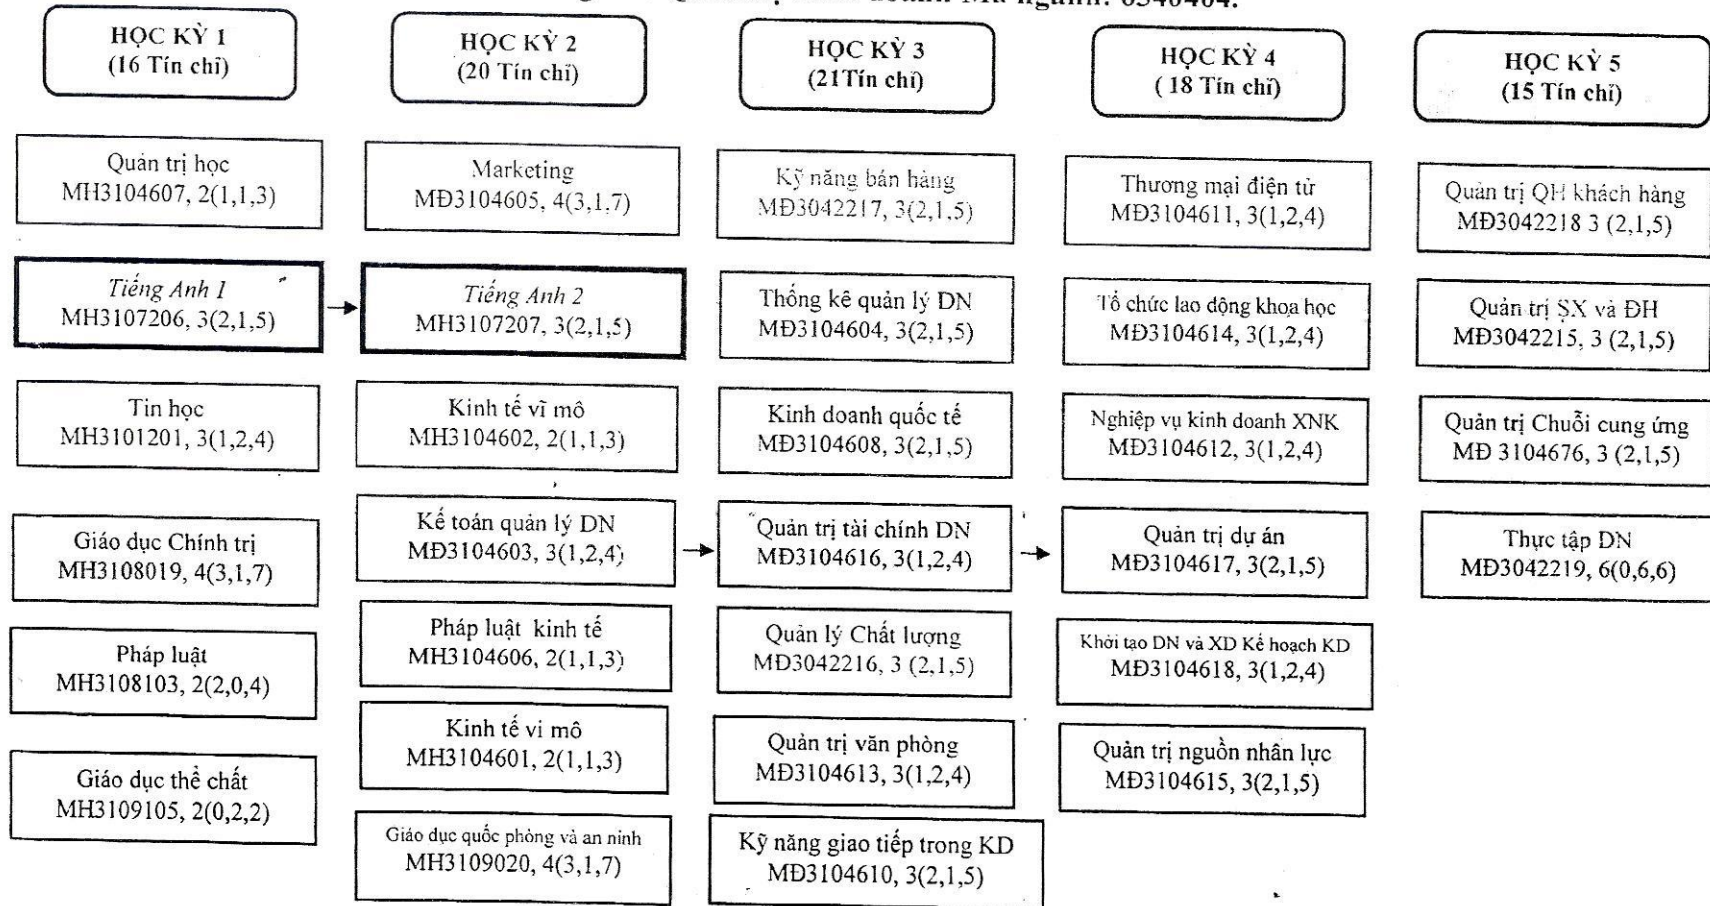 HỌC KỲ 1
(16 Tín chỉ)
Quản trị học
MH3104607, 2(1,1,3)
Tiếng Anh 1
MH3107206, 3(2,1,5)
Tin học
MH3101201, 3(1,2,4)
Giáo dục Chính trị
MH3108019, 4(3,1,7)
Pháp luật
MH3108103, 2(2,0,4)
Giáo dục thể chất
MH3109105, 2(0,2,2)
HỌC KỲ 2
(20 Tín chỉ)
Marketing
MĐ3104605, 4(3,1,7)
Tiếng Anh 2
MH3107207, 3(2,1,5)
Kinh tế vĩ mô
MH3104602, 2(1,1,3)
Kế toán quản lý DN
MĐ3104603, 3(1,2,4)
Pháp luật kinh tế
MH3104606, 2(1,1,3)
Kinh tế vi mô
MH3104601, 2(1,1,3)
Giáo dục quốc phòng và an ninh
MH3109020, 4(3,1,7)
HỌC KỲ 3
(21Tín chỉ)
Kỹ năng bán hàng
MĐ3042217, 3(2,1,5)
Thống kê quản lý DN
MĐ3104604, 3(2,1,5)
Kinh doanh quốc tế
MĐ3104608, 3(2,1,5)
Quản trị tài chính DN
MĐ3104616, 3(1,2,4)
Quản lý Chất lượng
MĐ3042216, 3 (2,1,5)
Quản trị văn phòng
MĐ3104613, 3(1,2,4)
Kỹ năng giao tiếp trong KD
MĐ3104610, 3(2,1,5)
HỌC KỲ 4
( 18 Tín chỉ)
Thương mại điện tử
MĐ3104611, 3(1,2,4)
Tổ chức lao động khoa học
MĐ3104614, 3(1,2,4)
Nghiệp vụ kinh doanh XNK
MĐ3104612, 3(1,2,4)
Quản trị dự án
MĐ3104617, 3(2,1,5)
Khởi tạo DN và XD Kế hoạch KD
MĐ3104618, 3(1,2,4)
Quản trị nguồn nhân lực
MĐ3104615, 3(2,1,5)
HỌC KỲ 5
(15 Tín chỉ)
Quản trị QH khách hàng
MĐ3042218 3 (2,1,5)
Quản trị SX và ĐH
MĐ3042215, 3 (2,1,5)
Quản trị Chuỗi cung ứng
MĐ 3104676, 3 (2,1,5)
Thực tập DN
MĐ3042219, 6(0,6,6)